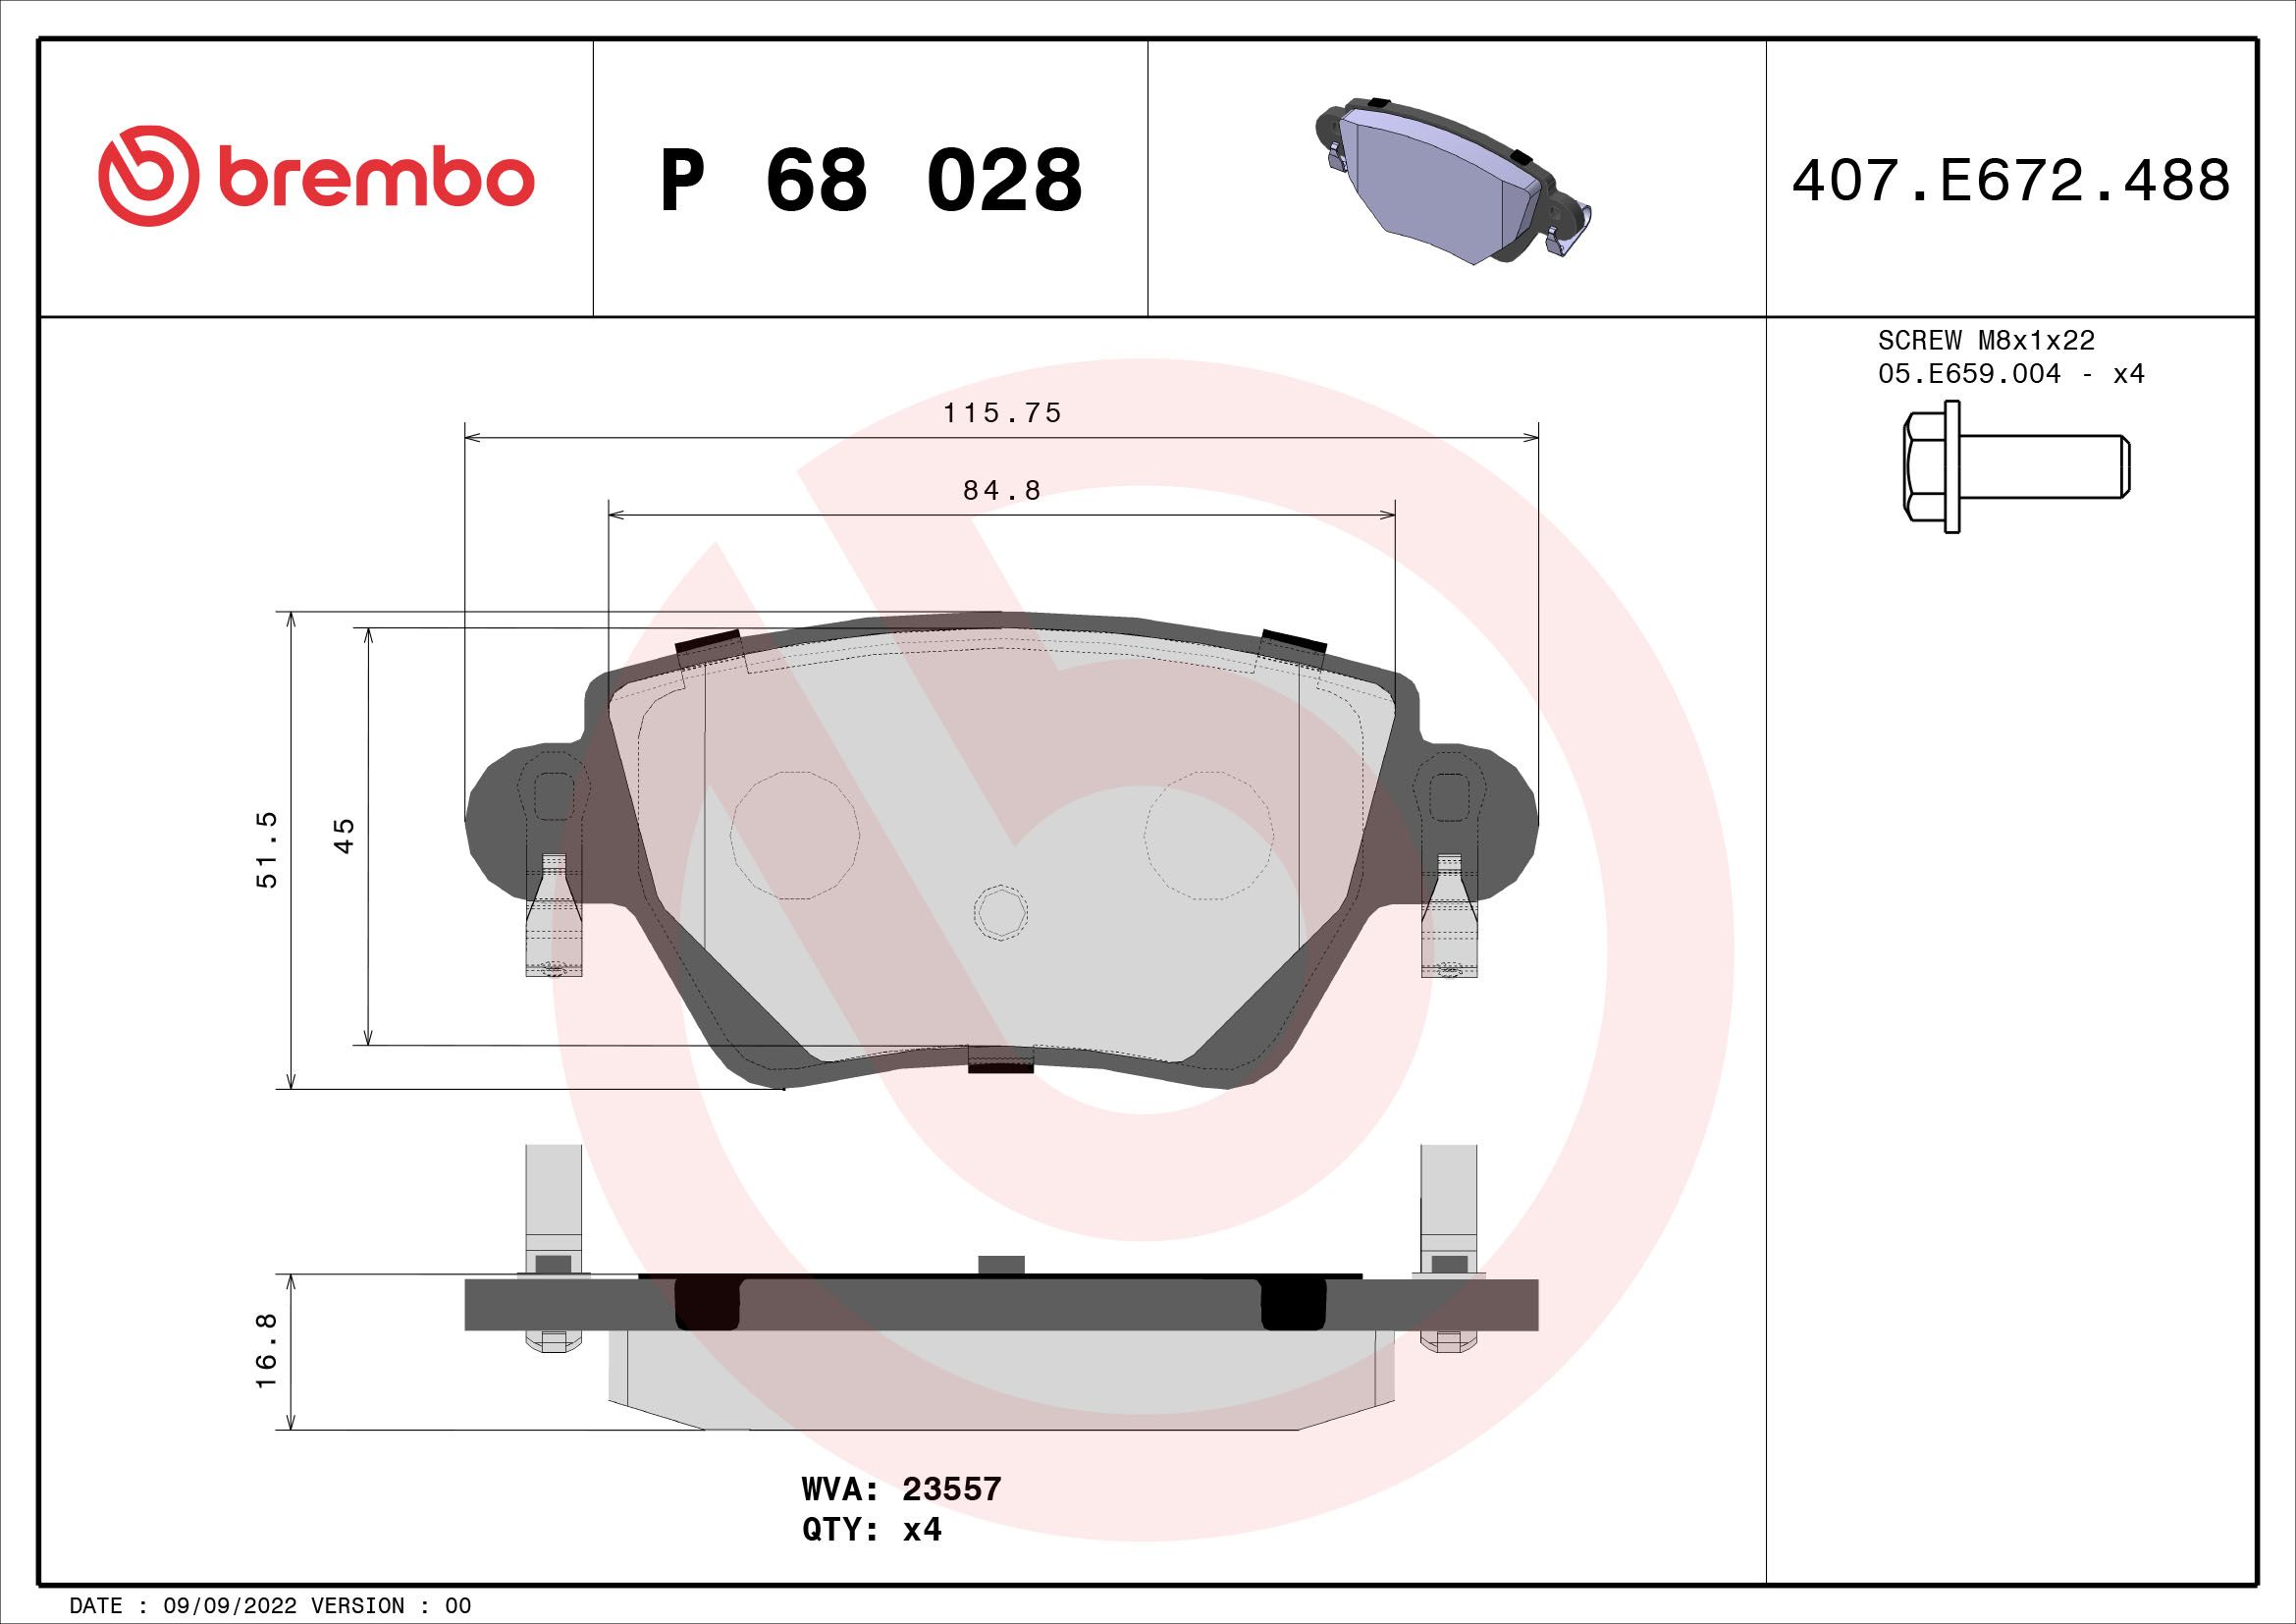 brembo
P 68 028
407.E672.488
SCREW M8x1x22
05.E659.004 - x4
115.75
84.8
51.5
45
16.8
WVA: 23557
QTY: x4
DATE : 09/09/2022 VERSION : 00